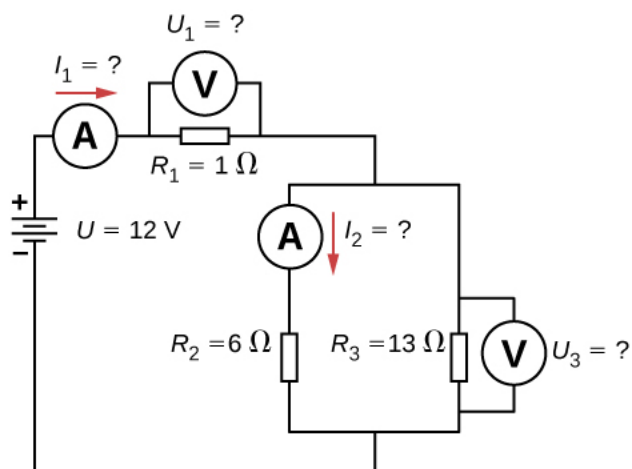 U₁ = ?
I₁ = ?
V
A
R₁ = 1 Ω
+
U = 12 V
−
A
I₂ = ?
R₂ =6 Ω
R₃ =13 Ω
V
U₃ = ?